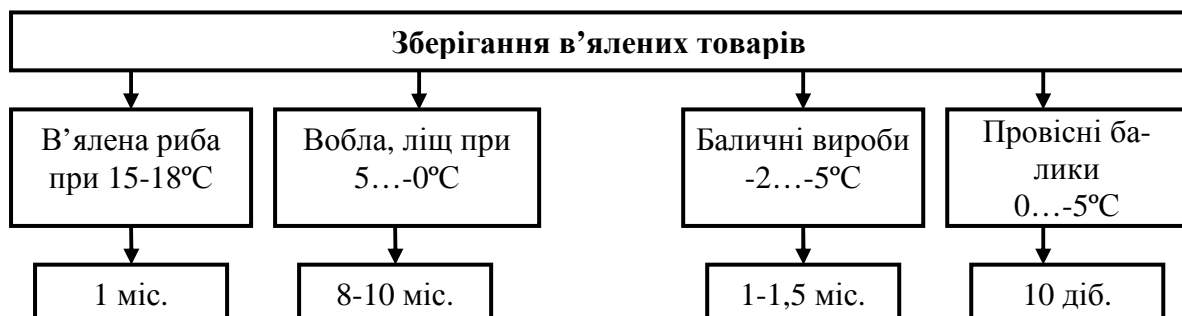 Зберігання в’ялених товарів
В’ялена риба
при 15-18ºС
Вобла, ліщ при
5…-0ºС
Баличні вироби
-2…-5ºС
Провісні ба-
лики
0…-5ºС
1 міс.
8-10 міс.
1-1,5 міс.
10 діб.